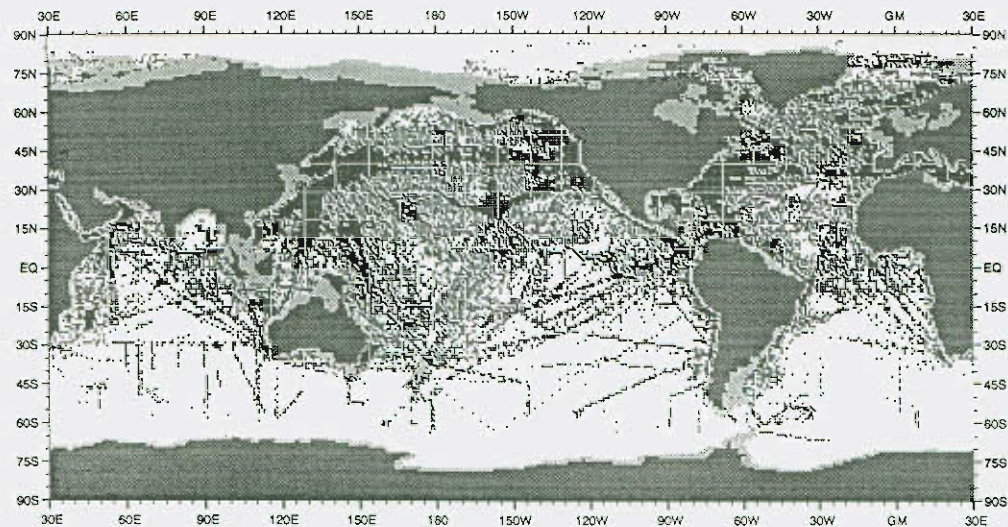 30E 60E 90E 120E 150E 180 150W 120W 90W 60W 30W GM 30E
90N 90N
75N 75N
60N 60N
45N 45N
30N 30N
15N 15N
EQ EQ
15S 15S
30S 30S
45S 45S
60S 60S
75S 75S
90S 90S
30E 60E 90E 120E 150E 180 150W 120W 90W 60W 30W GM 30E